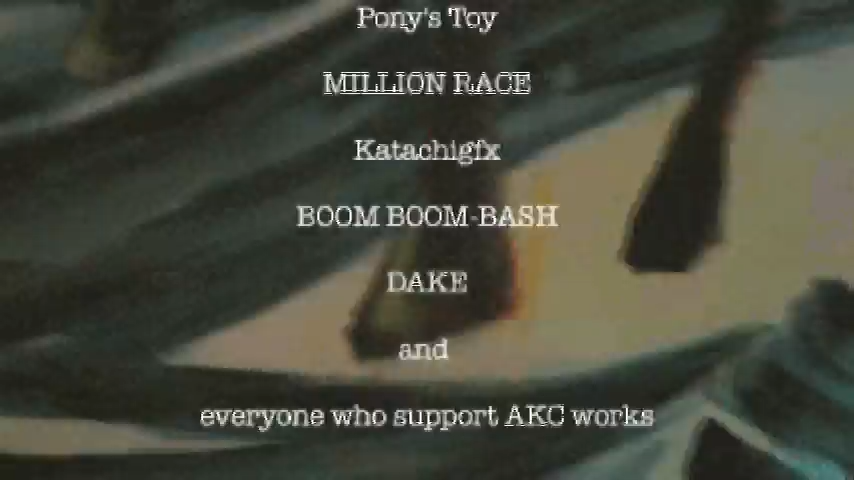 Pony's Toy
MILLION RACE
Katachigfx
BOOM BOOM-BASH
DAKE
and
everyone who support AKC works